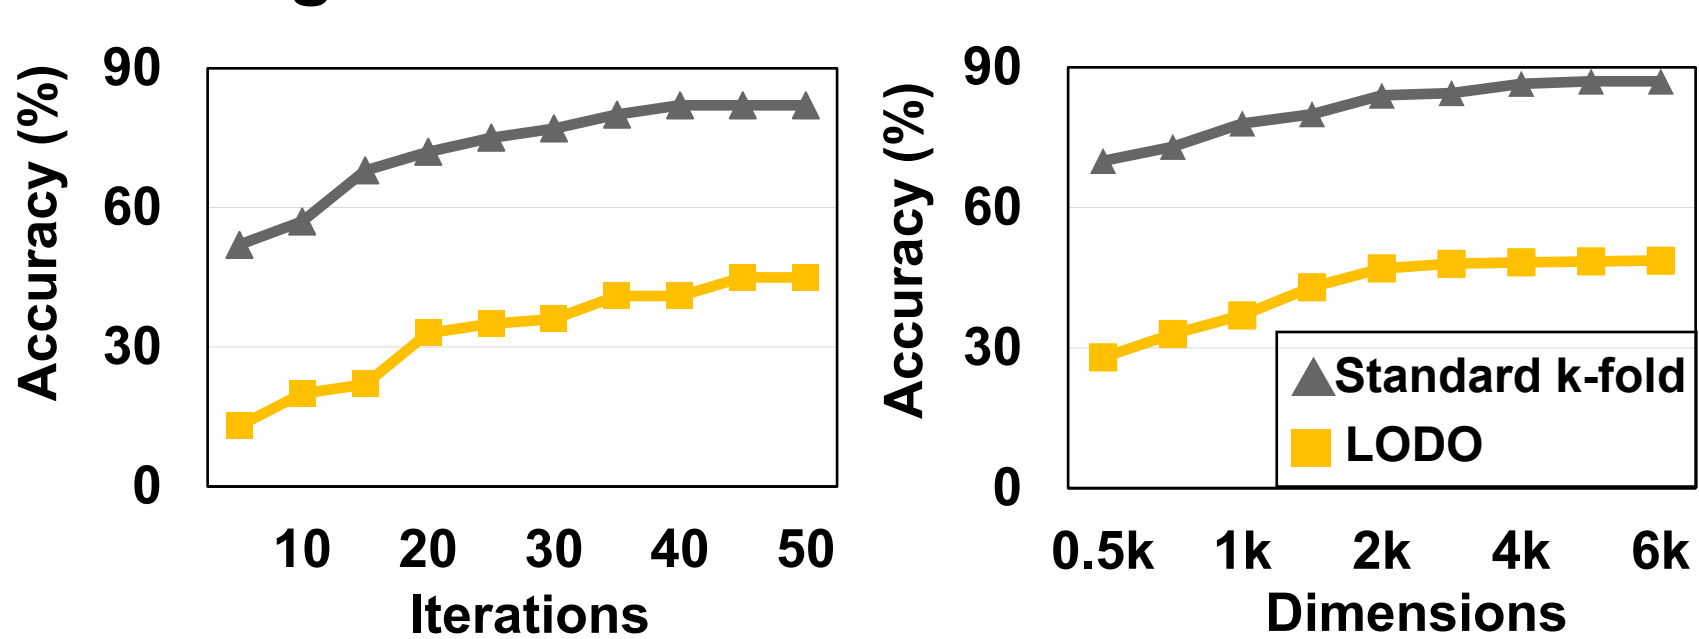 Accuracy (%)
90
60
30
0
10 20 30 40 50
Iterations
Accuracy (%)
90
60
30
0
Standard k-fold
LODO
0.5k 1k 2k 4k 6k
Dimensions